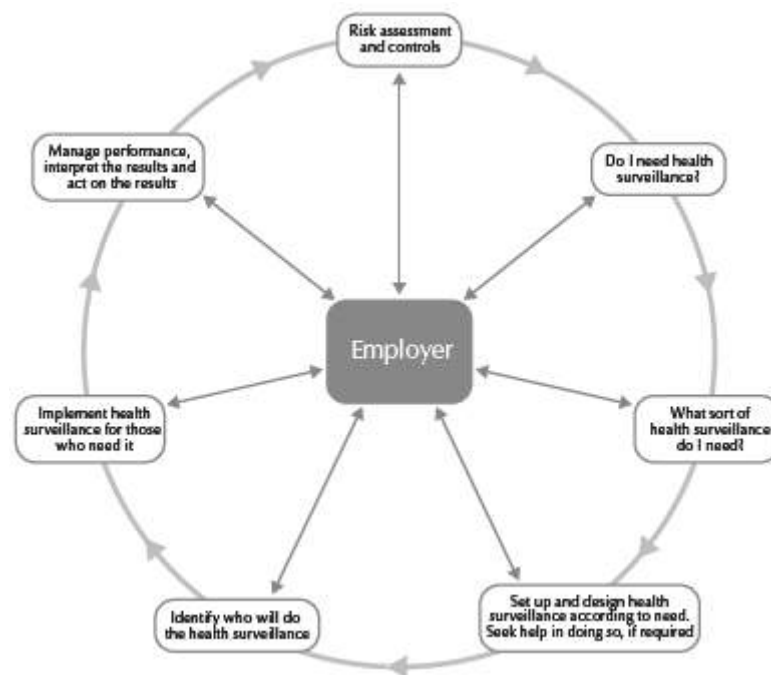 Risk assessment
and controls
Do I need health
surveillance?
What sort of
health surveillance
do I need?
Set up and design health
surveillance according to need.
Seek help in doing so, if required
Identify who will do
the health surveillance
Implement health
surveillance for those
who need it
Manage performance,
interpret the results and
act on the results
Employer